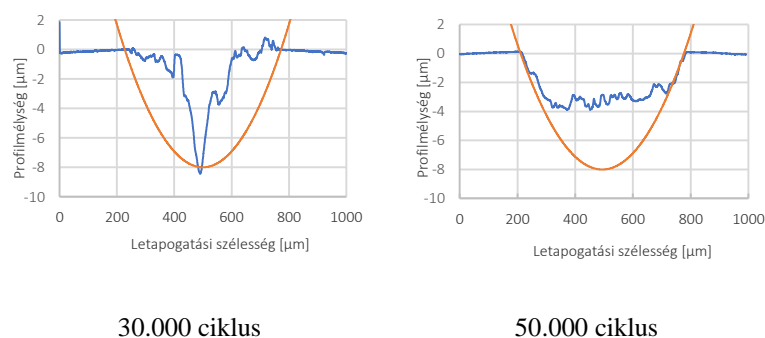 Profilmélység [µm]
2
0
-2
-4
-6
-8
-10
0 200 400 600 800 1000
Letapogatási szélesség [µm]
30.000 ciklus
Profilmélység [µm]
2
0
-2
-4
-6
-8
-10
0 200 400 600 800 1000
Letapogatási szélesség [µm]
50.000 ciklus